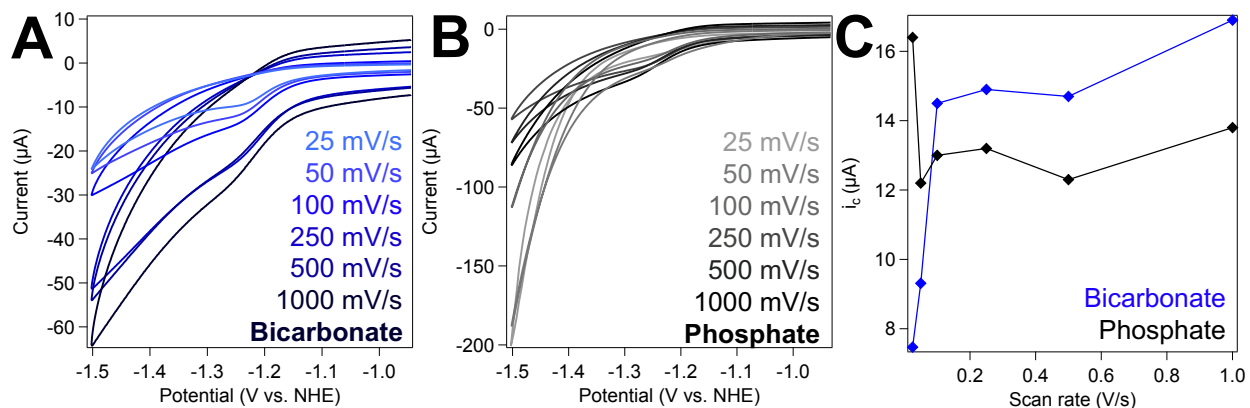 A
Current (µA)
10
0
-10
-20
-30
-40
-50
-60
25 mV/s
50 mV/s
100 mV/s
250 mV/s
500 mV/s
1000 mV/s
Bicarbonate
-1.5
-1.4
-1.3
-1.2
-1.1
-1.0
Potential (V vs. NHE)
B
Current (µA)
0
-50
-100
-150
-200
25 mV/s
50 mV/s
100 mV/s
250 mV/s
500 mV/s
1000 mV/s
Phosphate
-1.5
-1.4
-1.3
-1.2
-1.1
-1.0
Potential (V vs. NHE)
C
i_c (µA)
16
14
12
10
8
Bicarbonate
Phosphate
0.2
0.4
0.6
0.8
1.0
Scan rate (V/s)